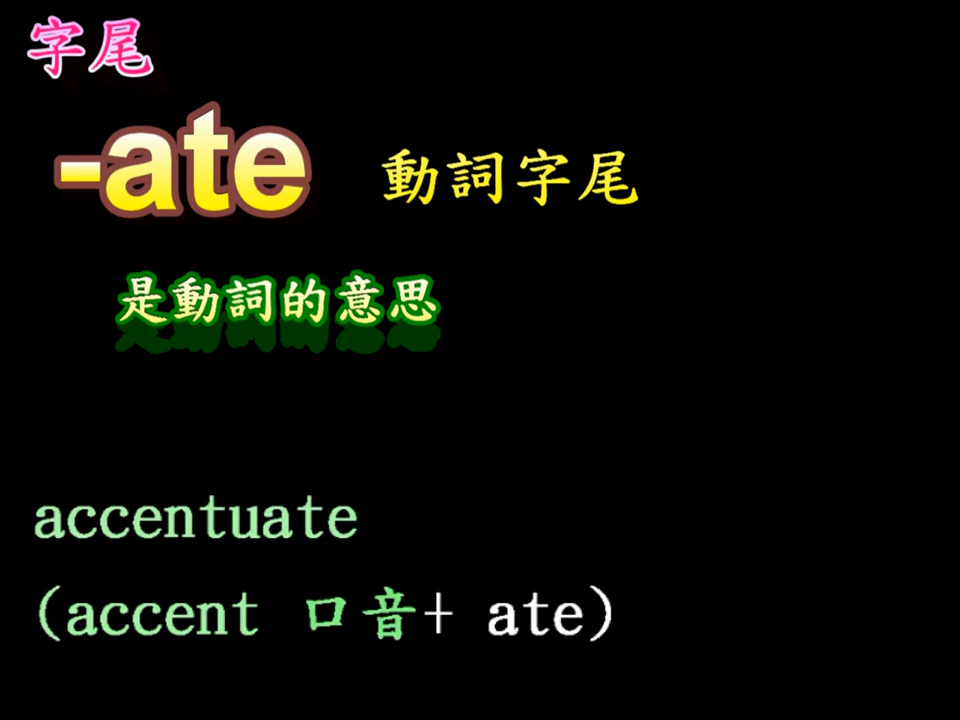 字尾
-ate 動詞字尾
是動詞的意思
accentuate
(accent 口音+ ate)